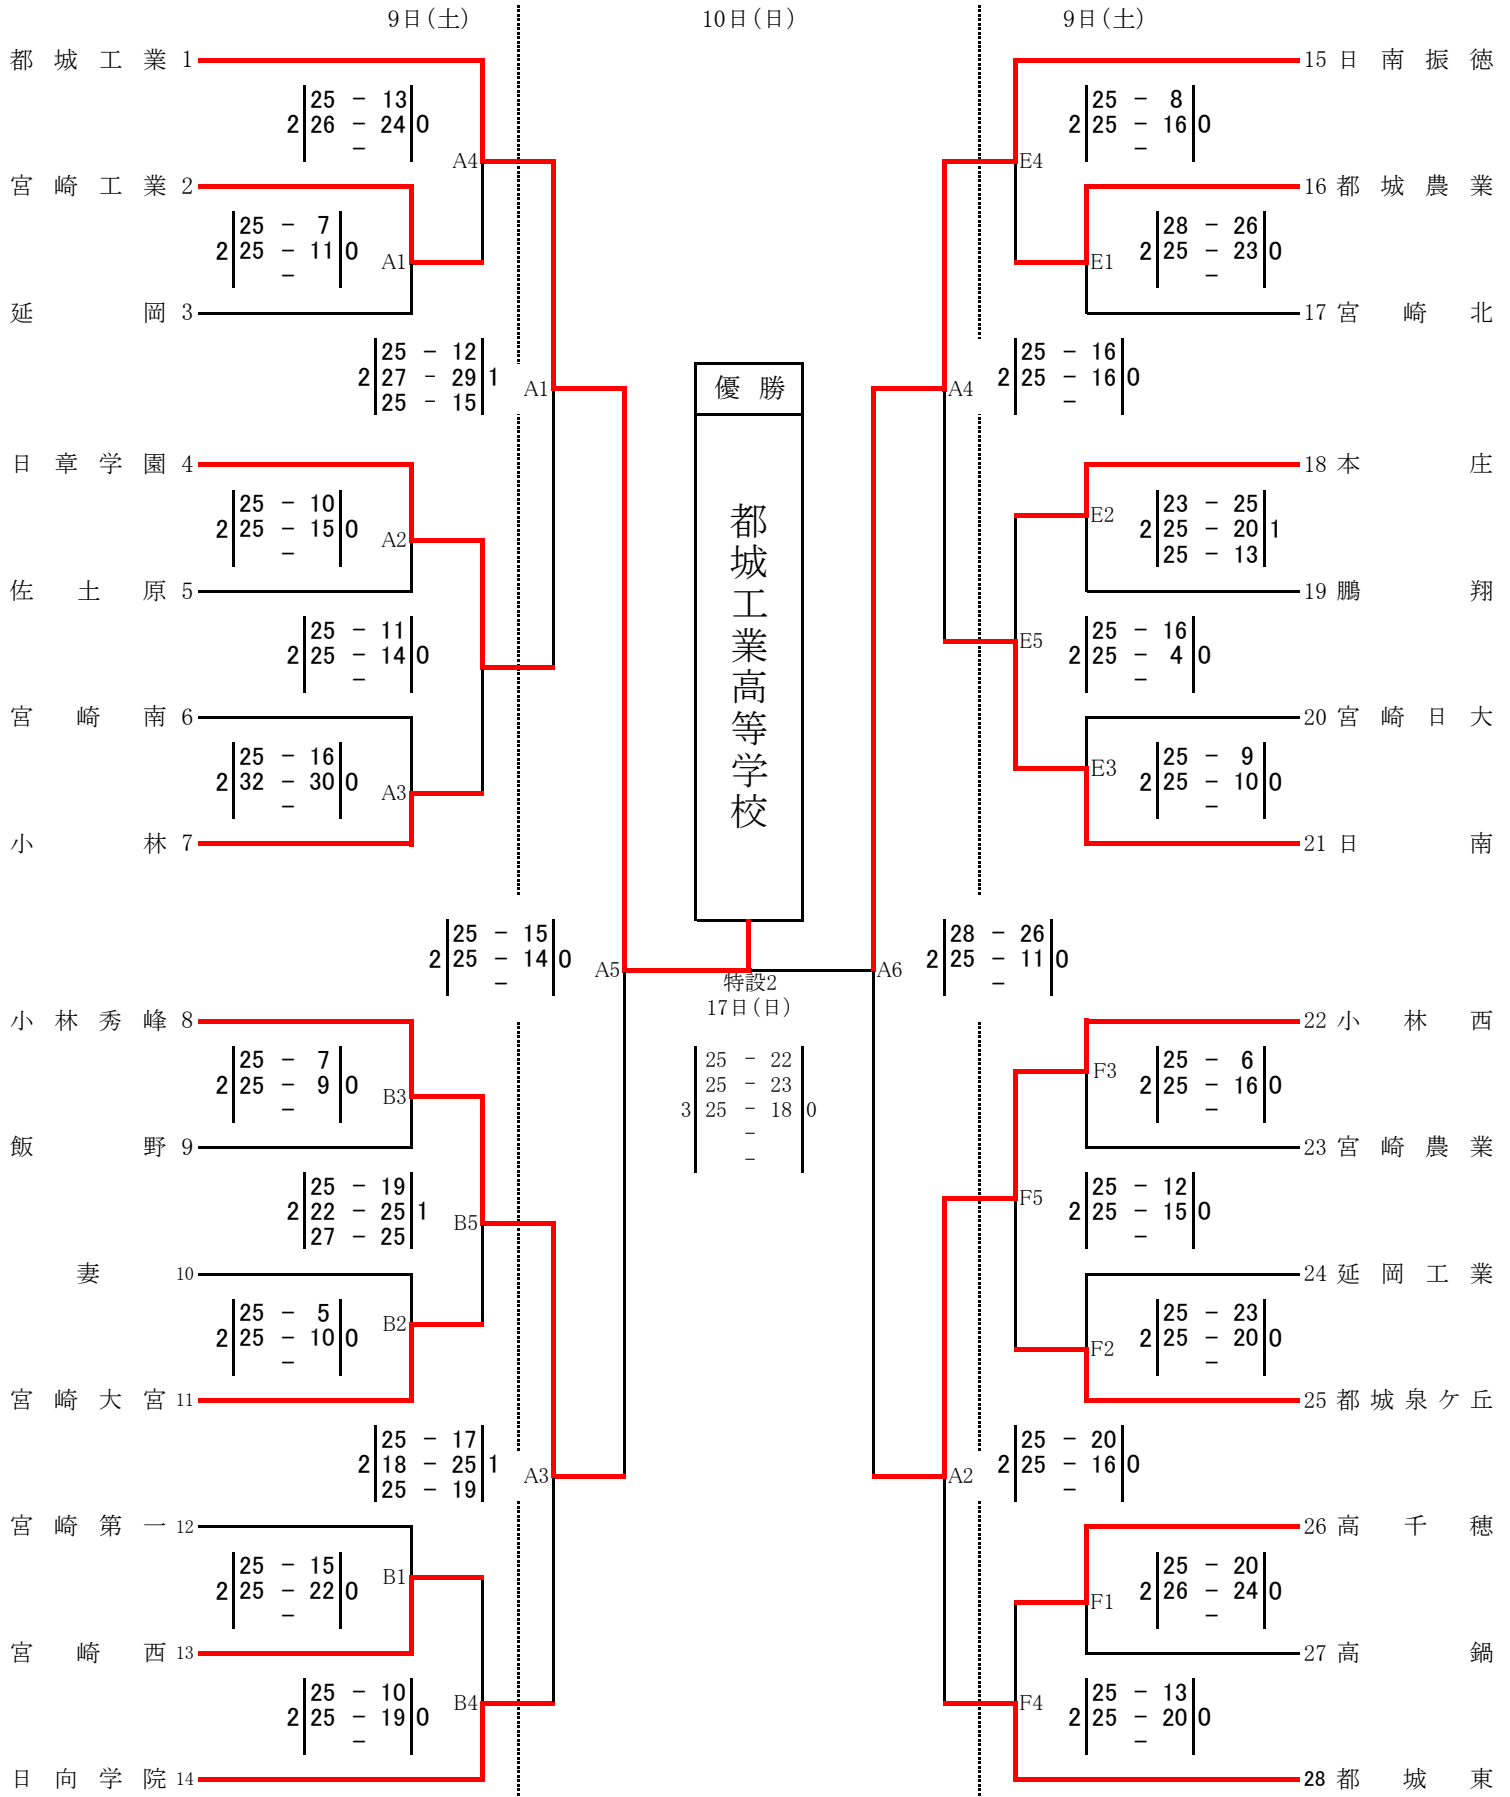 9日(土)
10日(日)
9日(土)
都城工業 1
25 - 13
2 26 - 24 0
-
A4
宮崎工業 2
25 - 7
2 25 - 11 0
-
A1
延岡 3
25 - 12
2 27 - 29 1
25 - 15
A1
日章学園 4
25 - 10
2 25 - 15 0
-
A2
佐土原 5
25 - 11
2 25 - 14 0
-
宮崎南 6
25 - 16
2 32 - 30 0
-
A3
小林 7
25 - 15
2 25 - 14 0
-
A5
小林秀峰 8
25 - 7
2 25 - 9 0
-
B3
飯野 9
25 - 19
2 22 - 25 1
27 - 25
B5
妻 10
25 - 5
2 25 - 10 0
-
B2
宮崎大宮 11
25 - 17
2 18 - 25 1
25 - 19
A3
宮崎第一 12
25 - 15
2 25 - 22 0
-
B1
宮崎西 13
25 - 10
2 25 - 19 0
-
B4
日向学院 14
優勝
都城工業高等学校
特設2
17日(日)
25 - 22
25 - 23
3 25 - 18 0
-
-
15 日南振徳
25 - 8
2 25 - 16 0
-
E4
16 都城農業
28 - 26
2 25 - 23 0
-
E1
17 宮崎北
25 - 16
2 25 - 16 0
-
A4
18 本庄
23 - 25
2 25 - 20 1
25 - 13
E2
19 鵬翔
25 - 16
2 25 - 4 0
-
E5
20 宮崎日大
25 - 9
2 25 - 10 0
-
E3
21 日南
28 - 26
2 25 - 11 0
-
A6
22 小林西
25 - 6
2 25 - 16 0
-
F3
23 宮崎農業
25 - 12
2 25 - 15 0
-
F5
24 延岡工業
25 - 23
2 25 - 20 0
-
F2
25 都城泉ケ丘
25 - 20
2 25 - 16 0
-
A2
26 高千穂
25 - 20
2 26 - 24 0
-
F1
27 高鍋
25 - 13
2 25 - 20 0
-
F4
28 都城東